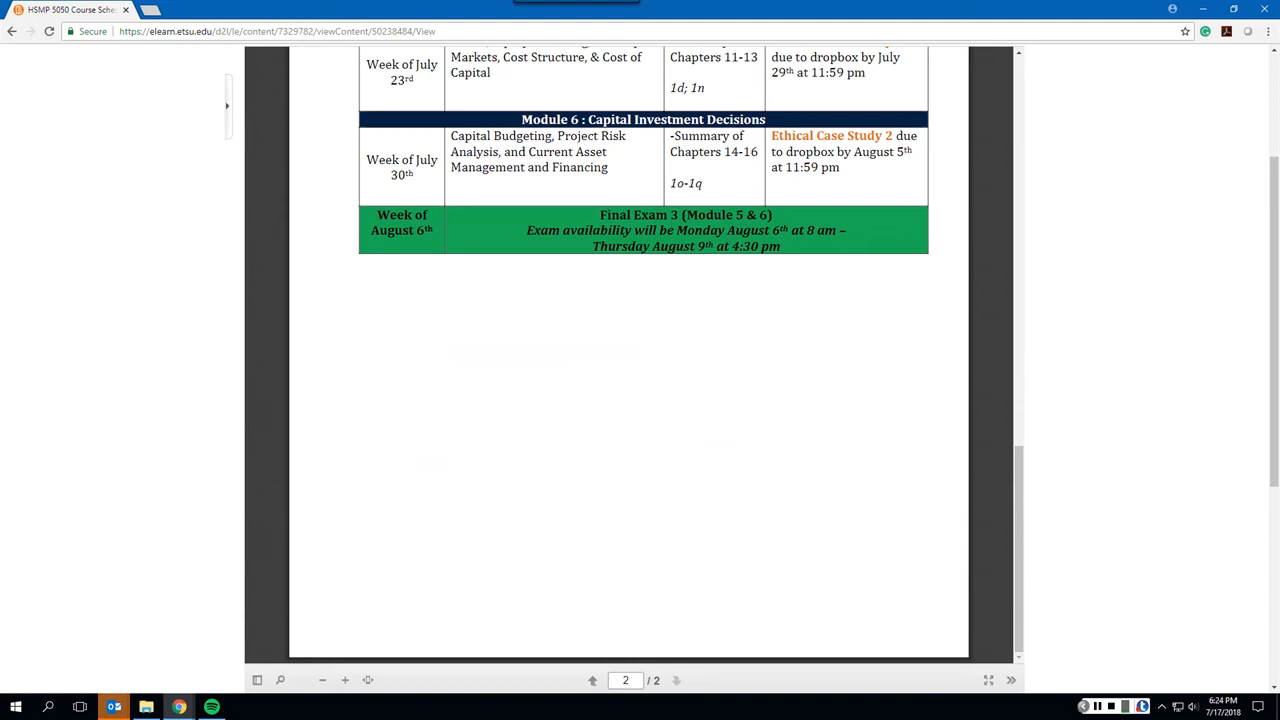 HSMP 5050 Course Sche
Secure
https://elearn.etsu.edu/d2l/le/content/7329782/viewContent/50238484/View
Week of July
23rd
Markets, Cost Structure, & Cost of
Capital
Chapters 11-13
1d; 1n
due to dropbox by July
29th at 11:59 pm
Module 6 : Capital Investment Decisions
Week of July
30th
Capital Budgeting, Project Risk
Analysis, and Current Asset
Management and Financing
-Summary of
Chapters 14-16
1o-1q
Ethical Case Study 2 due
to dropbox by August 5th
at 11:59 pm
Week of
August 6th
Final Exam 3 (Module 5 & 6)
Exam availability will be Monday August 6th at 8 am –
Thursday August 9th at 4:30 pm
2 / 2
6:24 PM
7/17/2018